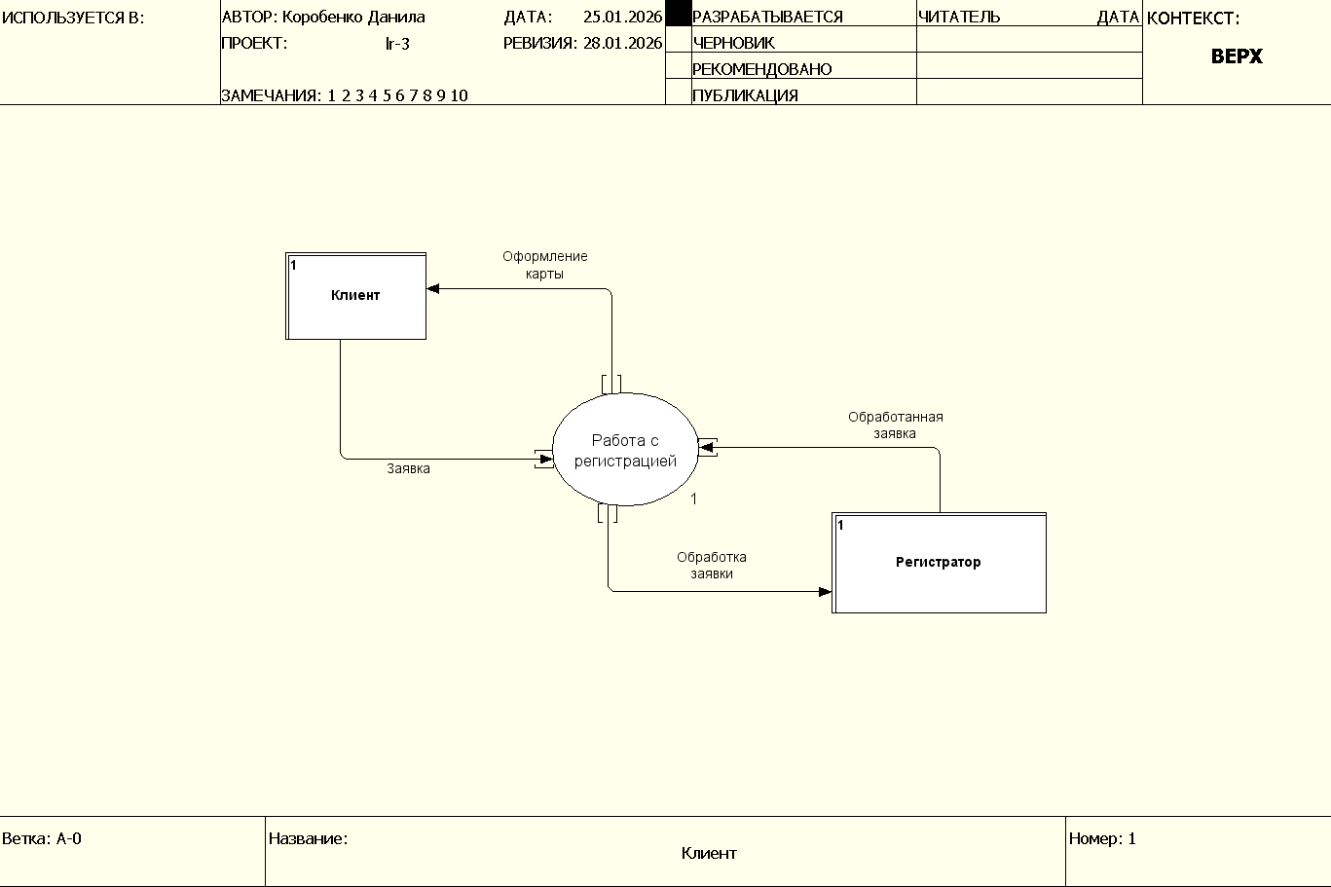 ИСПОЛЬЗУЕТСЯ В:
АВТОР: Коробенко Данила
ДАТА: 25.01.2026
РАЗРАБАТЫВАЕТСЯ
ЧИТАТЕЛЬ
ДАТА
КОНТЕКСТ:
ПРОЕКТ: lr-3
РЕВИЗИЯ: 28.01.2026
ЧЕРНОВИК
ВЕРХ
РЕКОМЕНДОВАНО
ЗАМЕЧАНИЯ: 1 2 3 4 5 6 7 8 9 10
ПУБЛИКАЦИЯ
Оформление
карты
1
Клиент
Обработанная
заявка
Работа с
регистрацией
Заявка
1
1
Обработка
заявки
Регистратор
Ветка: A-0
Название:
Клиент
Номер: 1